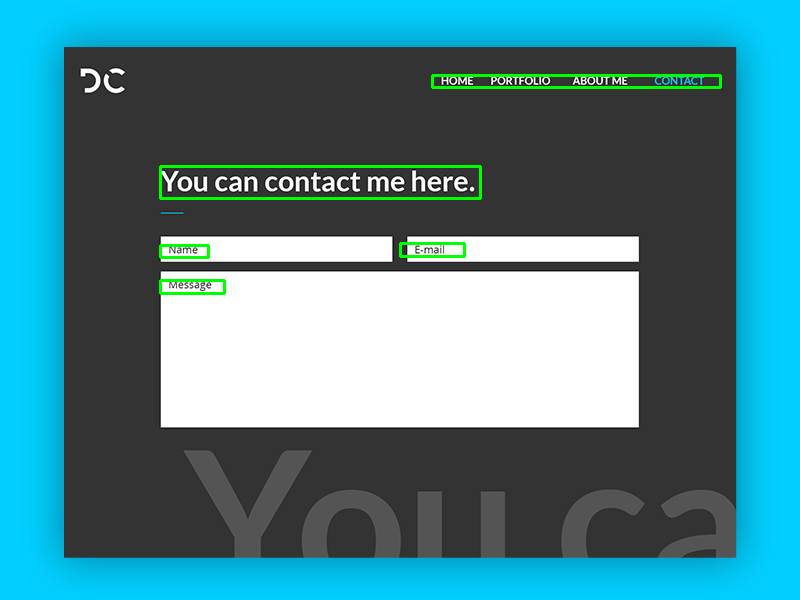 DC
HOME PORTFOLIO ABOUT ME CONTACT
You can contact me here.
Name E-mail
Message
You ca